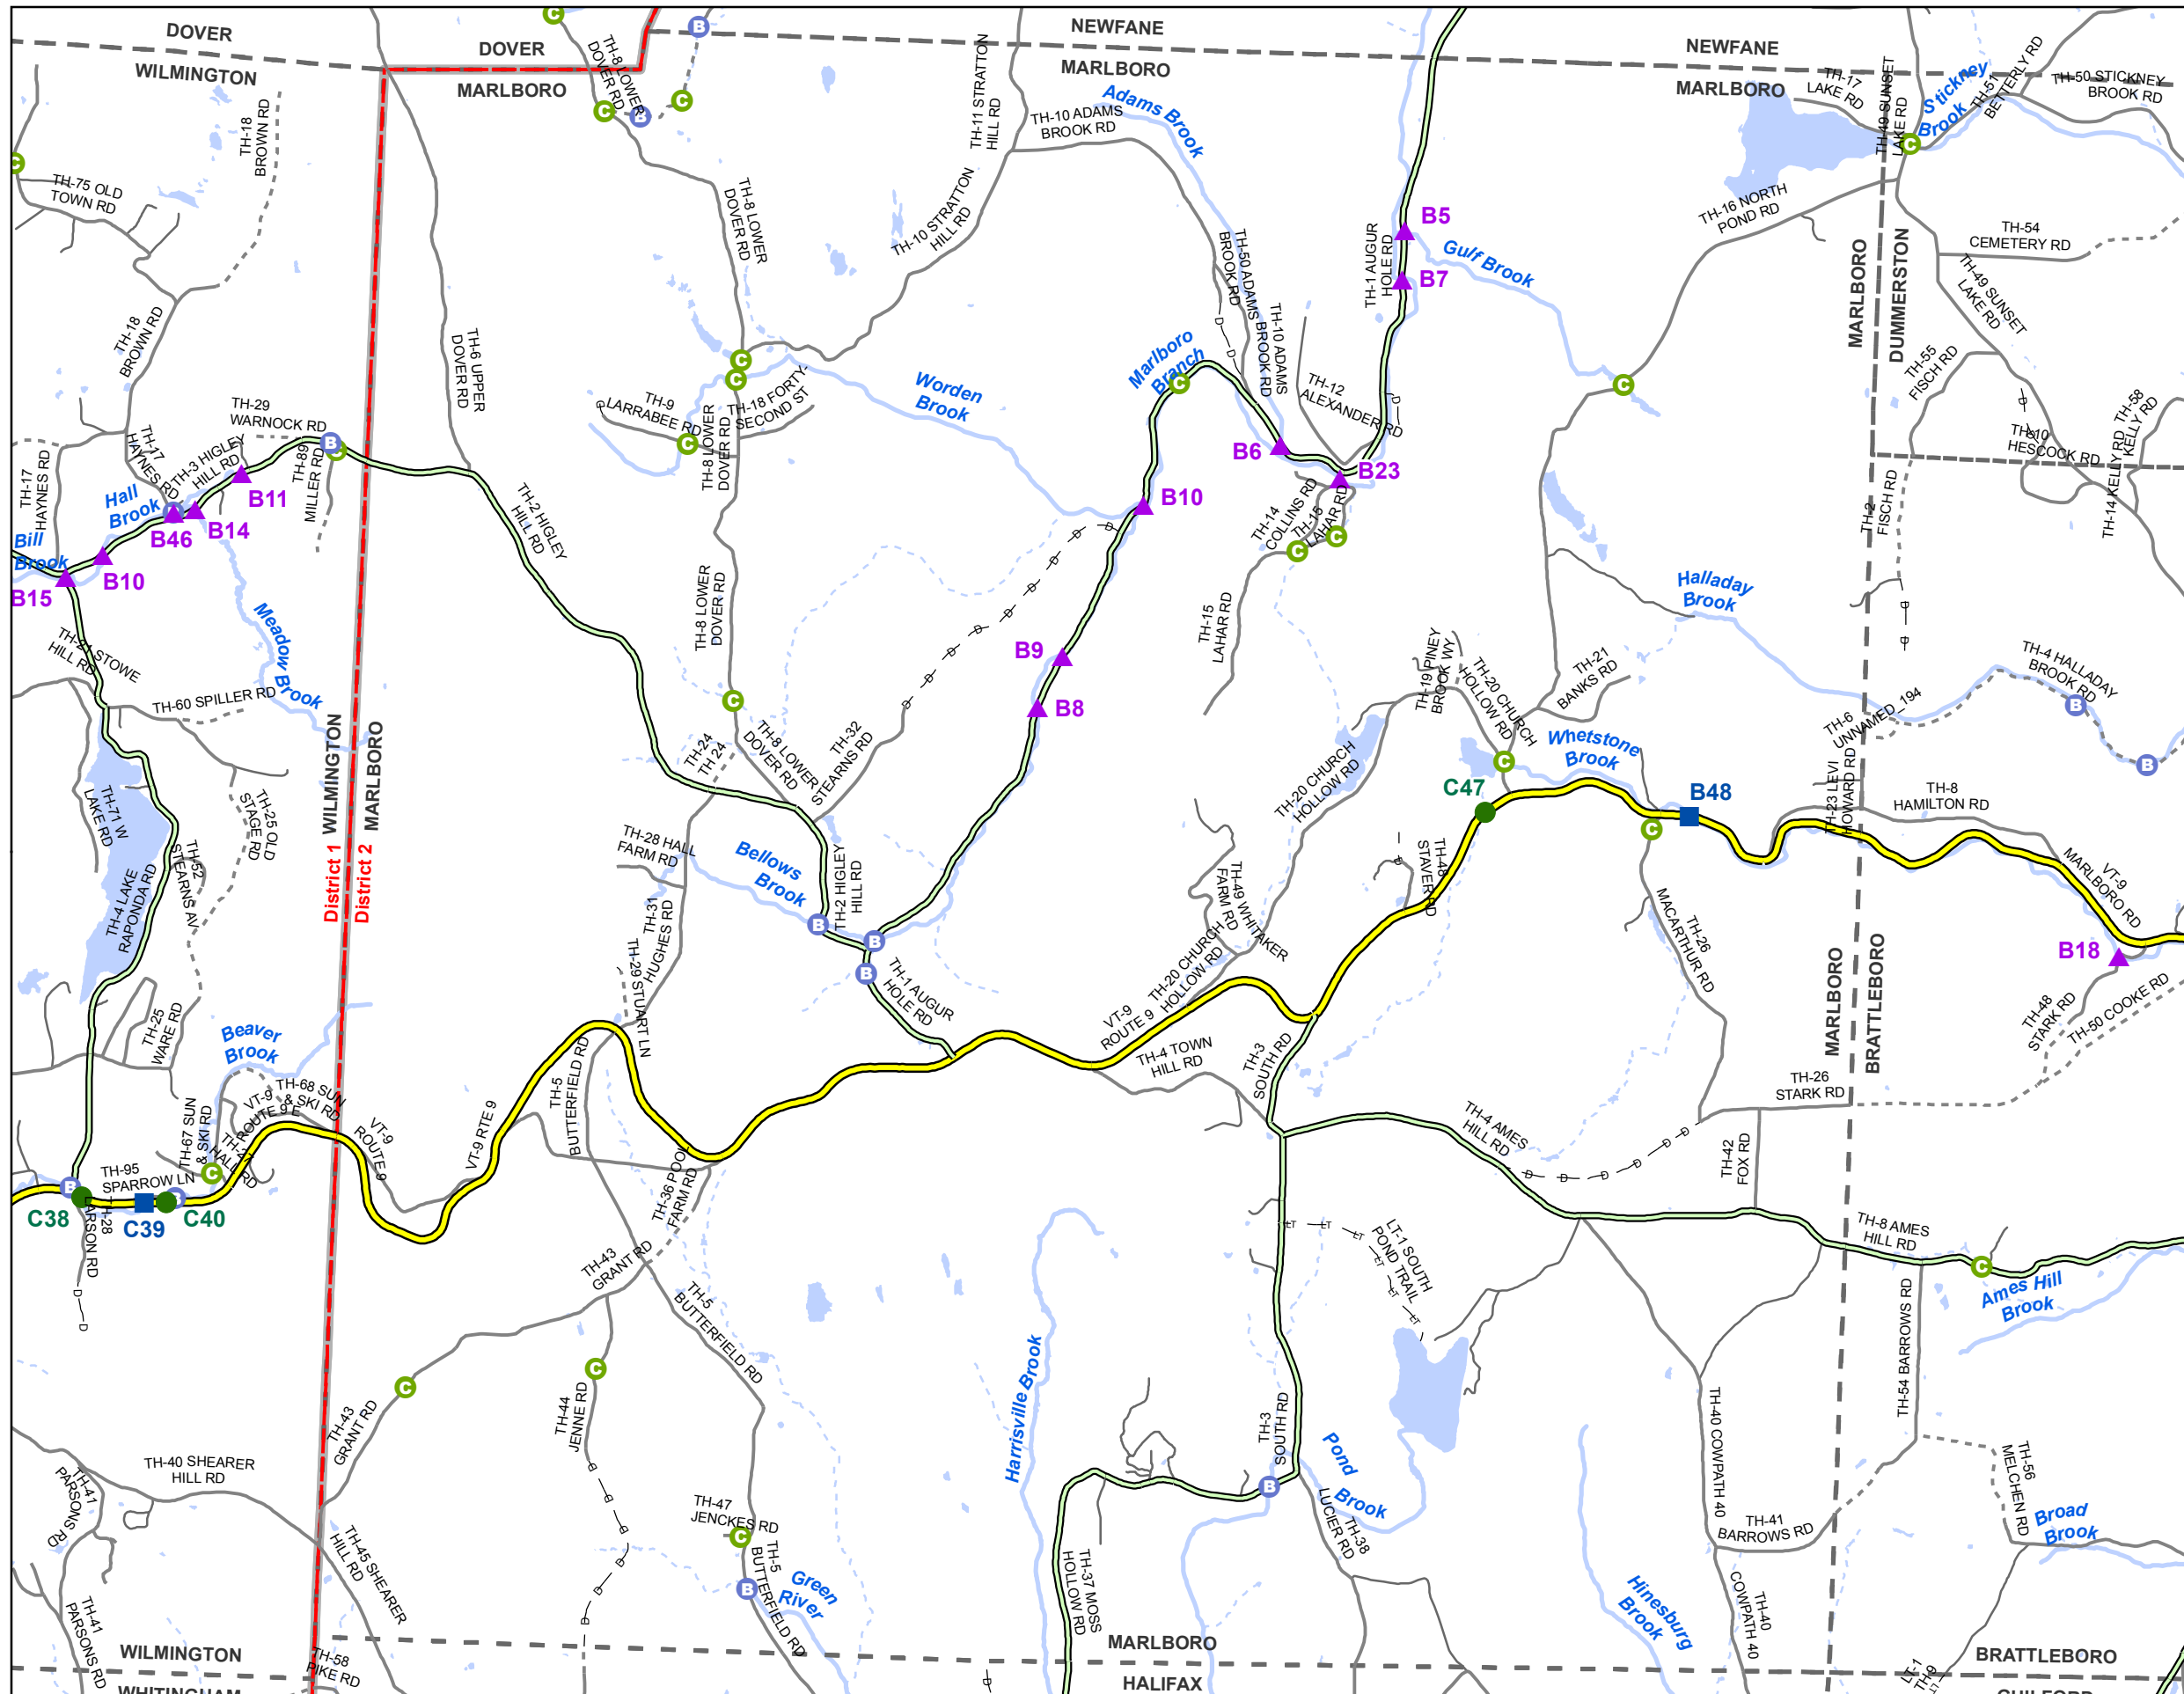 DOVER
WILMINGTON
DOVER
MARLBORO
NEWFANE
MARLBORO
NEWFANE
MARLBORO
TH-8 LOWER
DOVER RD
TH-11 STRATTON
HILL RD
TH-10 ADAMS
BROOK RD
Adams Brook
TH-17
LAKE RD
TH-49 SUNSET
LAKE RD
Stickney
Brook
TH-51
BETTERLY RD
TH-50 STICKNEY
BROOK RD
TH-18
BROWN RD
TH-75 OLD
TOWN RD
TH-8 LOWER
DOVER RD
TH-10 STRATTON
HILL RD
TH-50 ADAMS
BROOK RD
TH-1 AUGUR
HOLE RD
B5
B7
Gulf Brook
TH-16 NORTH
POND RD
MARLBORO
DUMMERSTON
TH-54
CEMETERY RD
TH-49 SUNSET
LAKE RD
TH-18
BROWN RD
TH-6 UPPER
DOVER RD
Worden
Brook
Marlboro
Branch
TH-10 ADAMS
BROOK RD
TH-12
ALEXANDER RD
TH-55
FISCH RD
TH-58
KELLY RD
TH-29
WARNOCK RD
TH-9
LARRABEE RD
TH-18 FORTY-
SECOND ST
TH-8 LOWER
DOVER RD
TH-17
HAYNES RD
TH-17
HAYNES RD
TH-3 HIGLEY
HILL RD
TH-89
MILLER RD
Hall
Brook
B11
B14
B46
B10
B15
Bill
Brook
TH-2 HIGLEY
HILL RD
B6
B23
B10
TH-14
COLLINS RD
TH-15
LAHAR RD
TH-10
HESCOCK RD
TH-2
FISCH RD
TH-14 KELLY RD
Meadow Brook
TH-21 STOWE
HILL RD
TH-60 SPILLER RD
TH-8 LOWER
DOVER RD
B9
B8
TH-15
LAHAR RD
TH-19 PINEY
BROOK WY
TH-20 CHURCH
HOLLOW RD
TH-21
BANKS RD
Halladay
Brook
TH-4 HALLADAY
BROOK RD
TH-6
UNNAMED_194
WILMINGTON
MARLBORO
District 1
District 2
TH-24
TH 24
TH-8 LOWER
DOVER RD
TH-32
STEARNS RD
TH-20 CHURCH
HOLLOW RD
Whetstone
Brook
C47
B48
TH-23 LEVI
HOWARD RD
TH-8
HAMILTON RD
TH-71 W
LAKE RD
TH-25 OLD
STAGE RD
TH-52
STEARNS AV
TH-4 LAKE
RAPONDA RD
TH-28 HALL
FARM RD
Bellows
Brook
TH-2 HIGLEY
HILL RD
TH-49 WHITAKER
FARM RD
TH-48
STAVER RD
TH-26
MACARTHUR RD
VT-9
MARLBORO RD
B18
TH-31
HUGHES RD
TH-29 STUART LN
TH-1 AUGUR
HOLE RD
TH-20 CHURCH
HOLLOW RD
VT-9
ROUTE 9
MARLBORO
BRATTLEBORO
TH-48
STARK RD
TH-50 COOKE RD
TH-25
WARE RD
Beaver
Brook
TH-68 SUN
& SKI RD
VT-9
ROUTE 9 E
TH-67 SUN
& SKI RD
TH-27
HALL RD
VT-9
ROUTE 9
VT-9 RTE 9
TH-5
BUTTERFIELD RD
TH-4 TOWN
HILL RD
TH-3
SOUTH RD
TH-4 AMES
HILL RD
TH-26
STARK RD
TH-42
FOX RD
TH-95
SPARROW LN
C38
TH-28
LARSON RD
C39
C40
TH-36 POOL
FARM RD
TH-43
GRANT RD
TH-5
BUTTERFIELD RD
LT-1 SOUTH
POND TRAIL
TH-8 AMES
HILL RD
Ames Hill
Brook
TH-43
GRANT RD
TH-44
JENNE RD
Harrisville Brook
TH-3
SOUTH RD
Pond
Brook
TH-54 BARROWS RD
TH-40 COWPATH 40
TH-40 SHEARER
HILL RD
TH-41
PARSONS RD
TH-45 SHEARER
HILL RD
TH-47
JENCKES RD
TH-5
BUTTERFIELD RD
Green
River
TH-37 MOSS
HOLLOW RD
TH-38
LUCIER RD
TH-41
BARROWS RD
TH-56
MELCHEN RD
Broad
Brook
Hinesburg
Brook
TH-40
COWPATH 40
TH-41
PARSONS RD
TH-58
PIKE RD
WILMINGTON
WHITINGHAM
MARLBORO
HALIFAX
BRATTLEBORO
GUILFORD
LT-1
TH-9